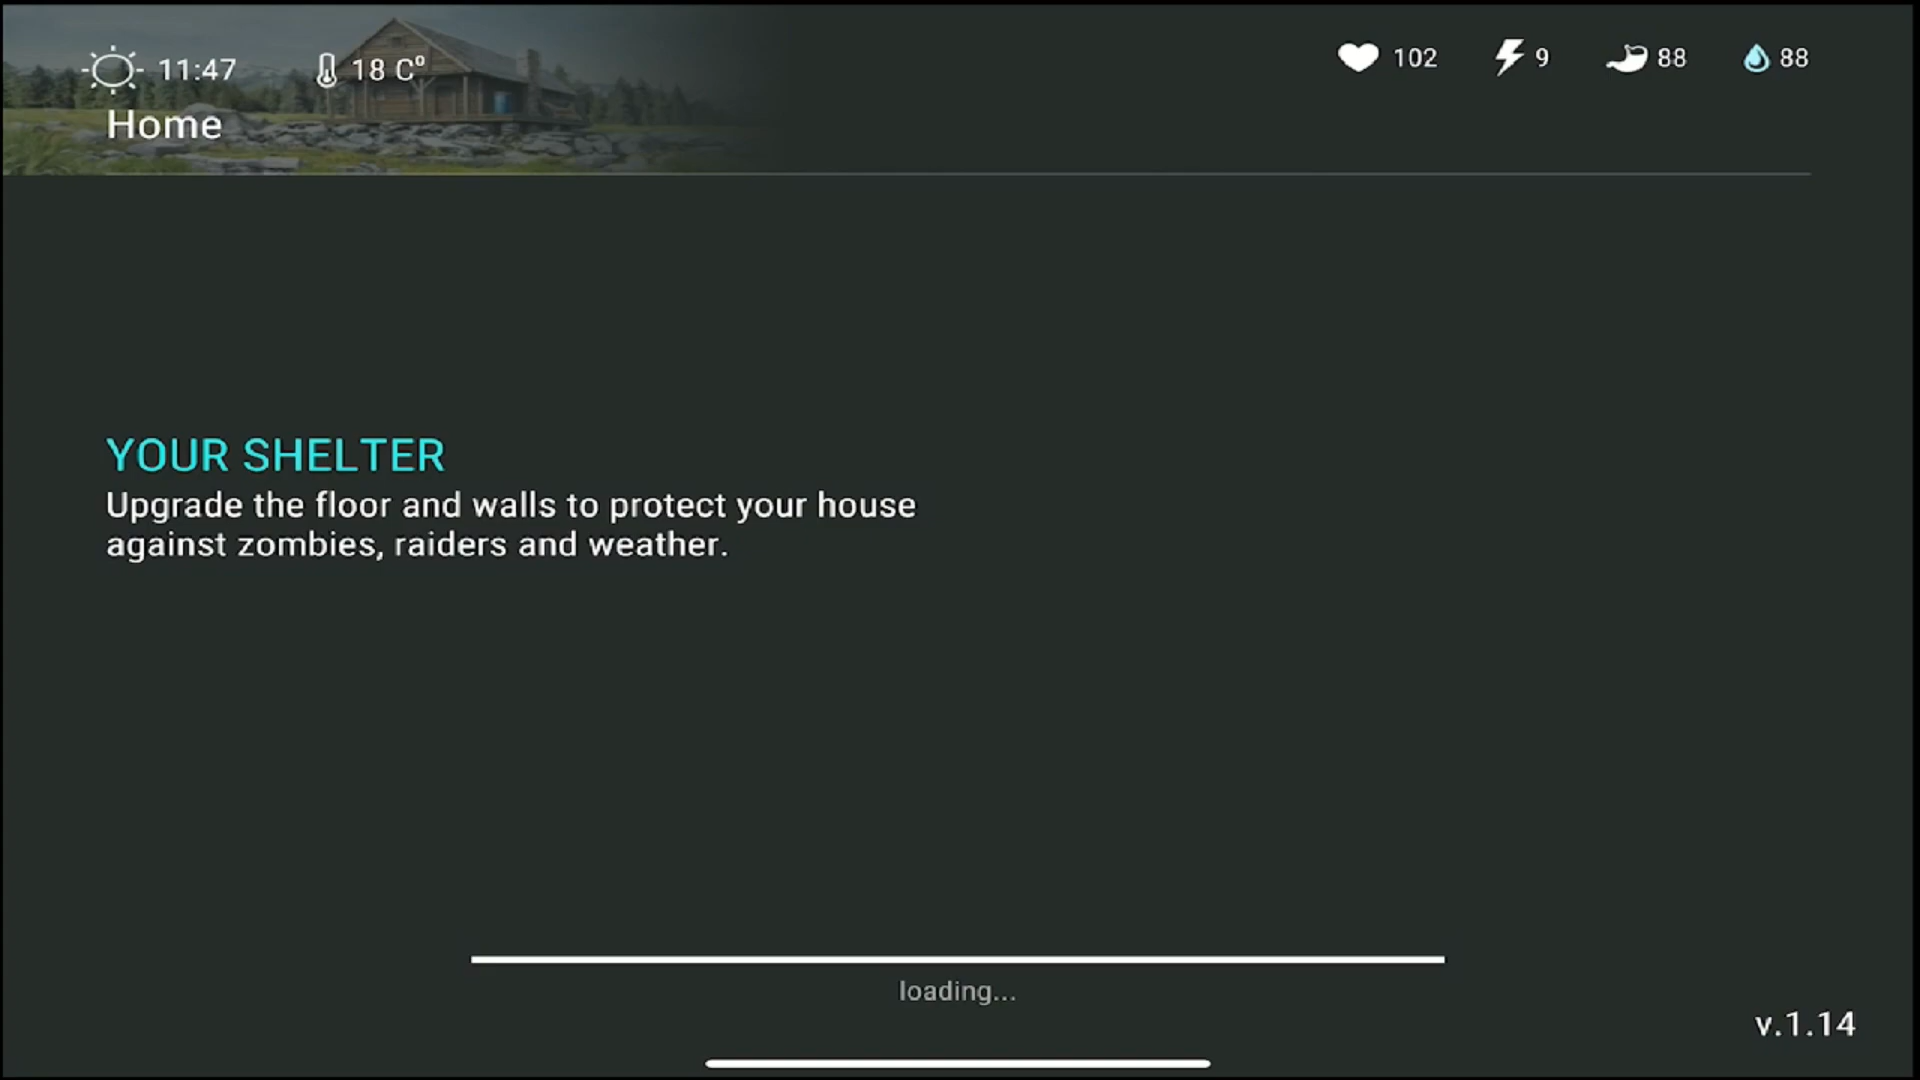 11:47
18 C°
102
9
88
88
Home
YOUR SHELTER
Upgrade the floor and walls to protect your house
against zombies, raiders and weather.
loading...
v.1.14